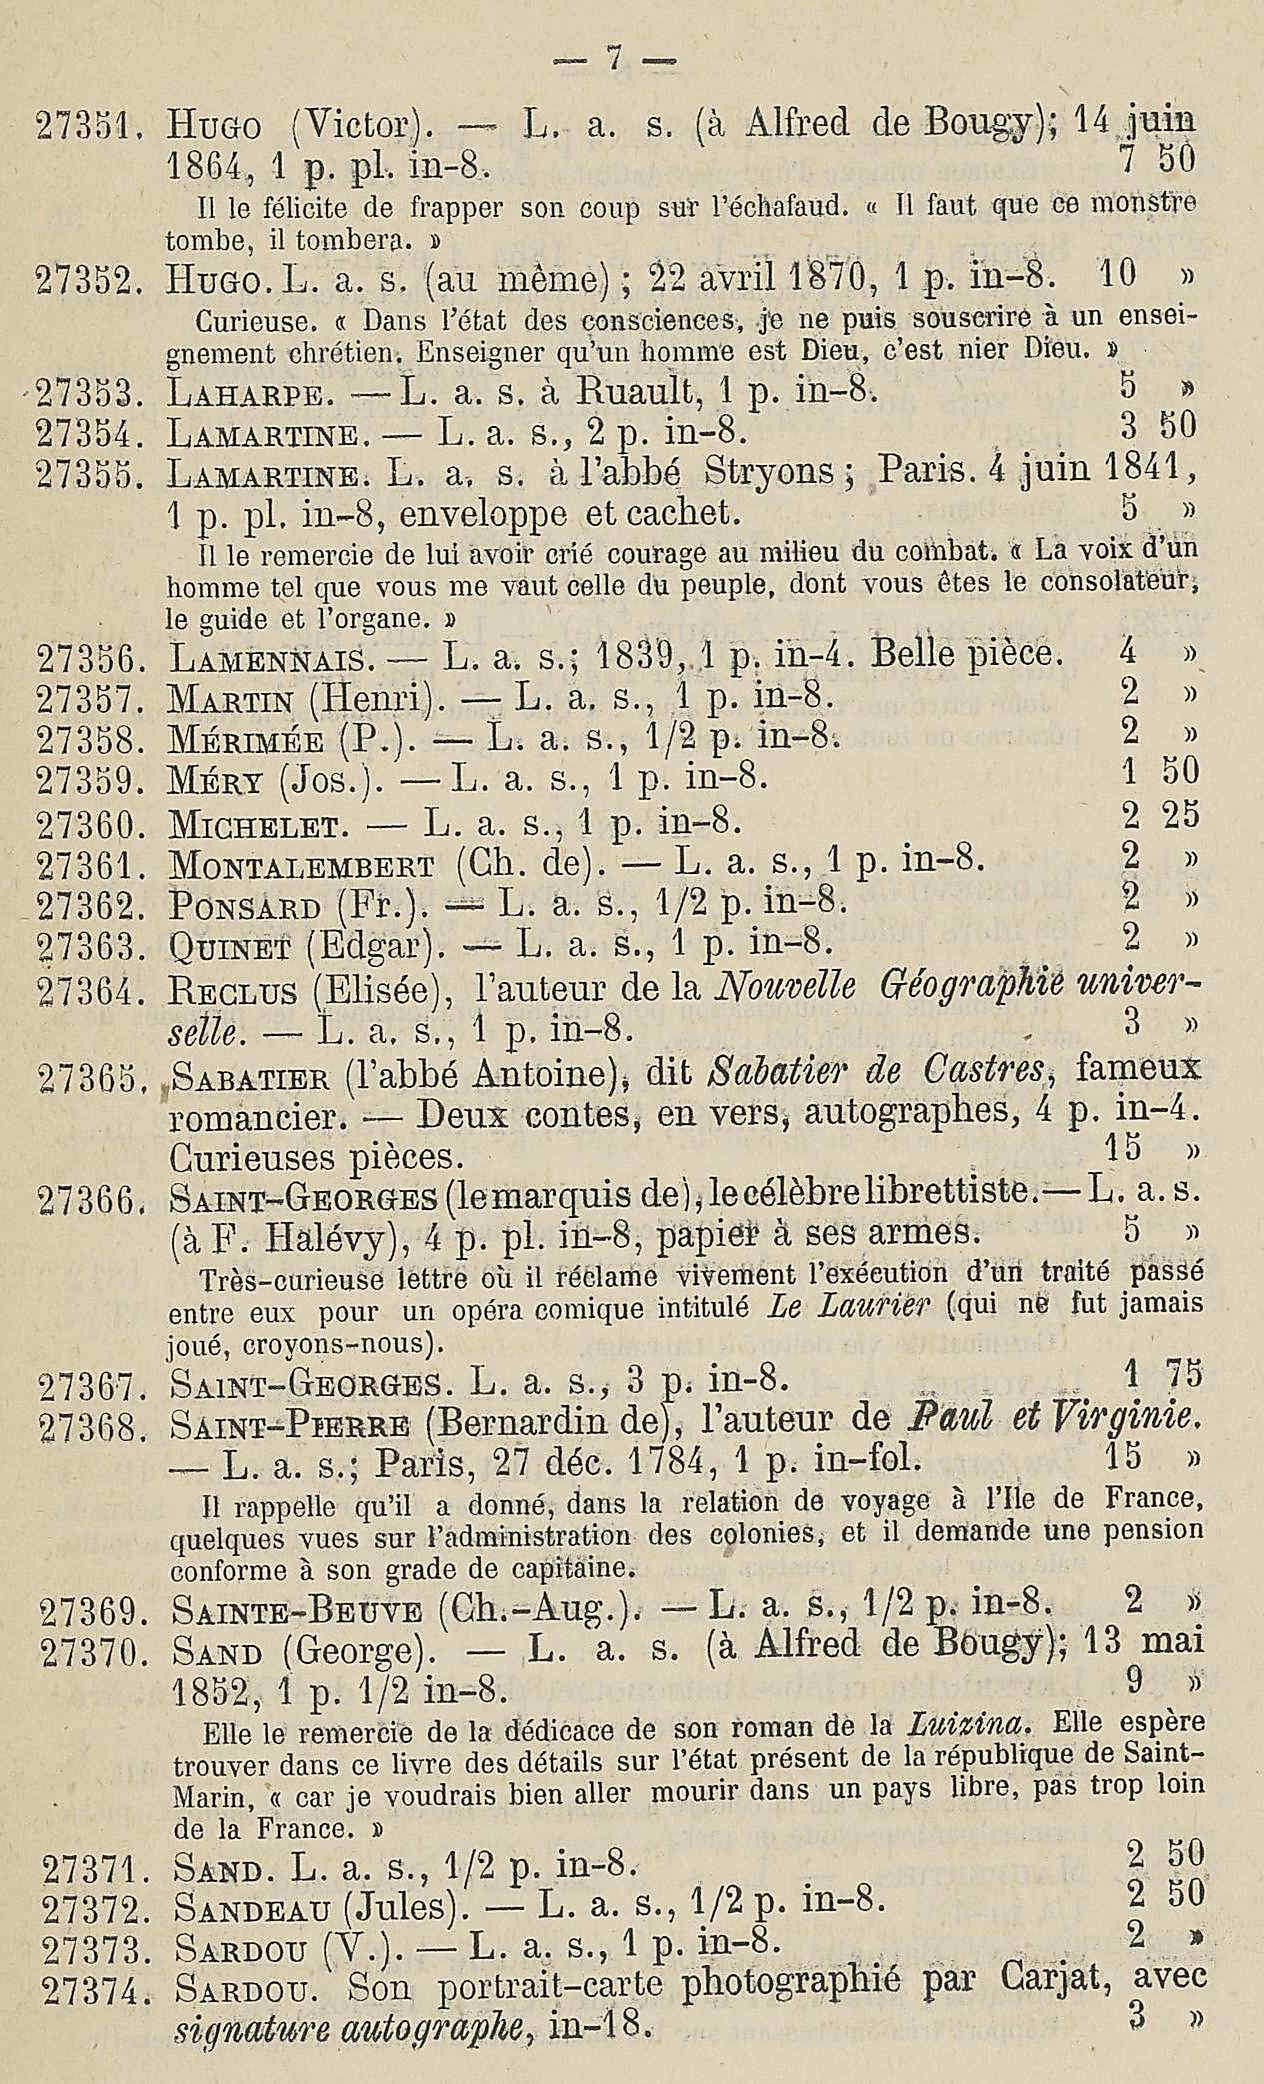 — 7 —
27351. HUGO (Victor). — L. a. s. (à Alfred de Bougy); 14 juin
1864, 1 p. pl. in-8. 7 50
Il le félicite de frapper son coup sur l'échafaud. « Il faut que ce monstre
tombe, il tombera. »
27352. HUGO. L. a. s. (au même) ; 22 avril 1870, 1 p. in-8. 10 »
Curieuse. « Dans l'état des consciences, je ne puis souscrire à un ensei-
gnement chrétien. Enseigner qu'un homme est Dieu, c'est nier Dieu. »
27353. LAHARPE. — L. a. s. à Ruault, 1 p. in-8. 5 »
27354. LAMARTINE. — L. a. s., 2 p. in-8. 3 50
27355. LAMARTINE. L. a. s. à l'abbé Stryons ; Paris. 4 juin 1841,
1 p. pl. in-8, enveloppe et cachet. 5 »
Il le remercie de lui avoir crié courage au milieu du combat. « La voix d'un
homme tel que vous me vaut celle du peuple, dont vous êtes le consolateur,
le guide et l'organe. »
27356. LAMENNAIS. — L. a. s.; 1839, 1 p. in-4. Belle pièce. 4 »
27357. MARTIN (Henri). — L. a. s., 1 p. in-8. 2 »
27358. MÉRIMÉE (P.). — L. a. s., 1/2 p. in-8. 2 »
27359. MÉRY (Jos.). — L. a. s., 1 p. in-8. 1 50
27360. MICHELET. — L. a. s., 1 p. in-8. 2 25
27361. MONTALEMBERT (Ch. de). — L. a. s., 1 p. in-8. 2 »
27362. PONSARD (Fr.). — L. a. s., 1/2 p. in-8. 2 »
27363. QUINET (Edgar). — L. a. s., 1 p. in-8. 2 »
27364. RECLUS (Elisée), l'auteur de la Nouvelle Géographie univer-
selle. — L. a. s., 1 p. in-8. 3 »
27365. SABATIER (l'abbé Antoine), dit Sabatier de Castres, fameux
romancier. — Deux contes, en vers, autographes, 4 p. in-4.
Curieuses pièces. 15 »
27366. SAINT-GEORGES (le marquis de), le célèbre librettiste. — L. a. s.
(à F. Halévy), 4 p. pl. in-8, papier à ses armes. 5 »
Très-curieuse lettre où il réclame vivement l'exécution d'un traité passé
entre eux pour un opéra comique intitulé Le Laurier (qui ne fut jamais
joué, croyons-nous).
27367. SAINT-GEORGES. L. a. s., 3 p. in-8. 1 75
27368. SAINT-PIERRE (Bernardin de), l'auteur de Paul et Virginie.
— L. a. s.; Paris, 27 déc. 1784, 1 p. in-fol. 15 »
Il rappelle qu'il a donné, dans la relation de voyage à l'Ile de France,
quelques vues sur l'administration des colonies, et il demande une pension
conforme à son grade de capitaine.
27369. SAINTE-BEUVE (Ch.-Aug.). — L. a. s., 1/2 p. in-8. 2 »
27370. SAND (George). — L. a. s. (à Alfred de Bougy); 13 mai
1852, 1 p. 1/2 in-8. 9 »
Elle le remercie de la dédicace de son roman de la Luizina. Elle espère
trouver dans ce livre des détails sur l'état présent de la république de Saint-
Marin, « car je voudrais bien aller mourir dans un pays libre, pas trop loin
de la France. »
27371. SAND. L. a. s., 1/2 p. in-8. 2 50
27372. SANDEAU (Jules). — L. a. s., 1/2 p. in-8. 2 50
27373. SARDOU (V.). — L. a. s., 1 p. in-8. 2 »
27374. SARDOU. Son portrait-carte photographié par Carjat, avec
signature autographe, in-18. 3 »